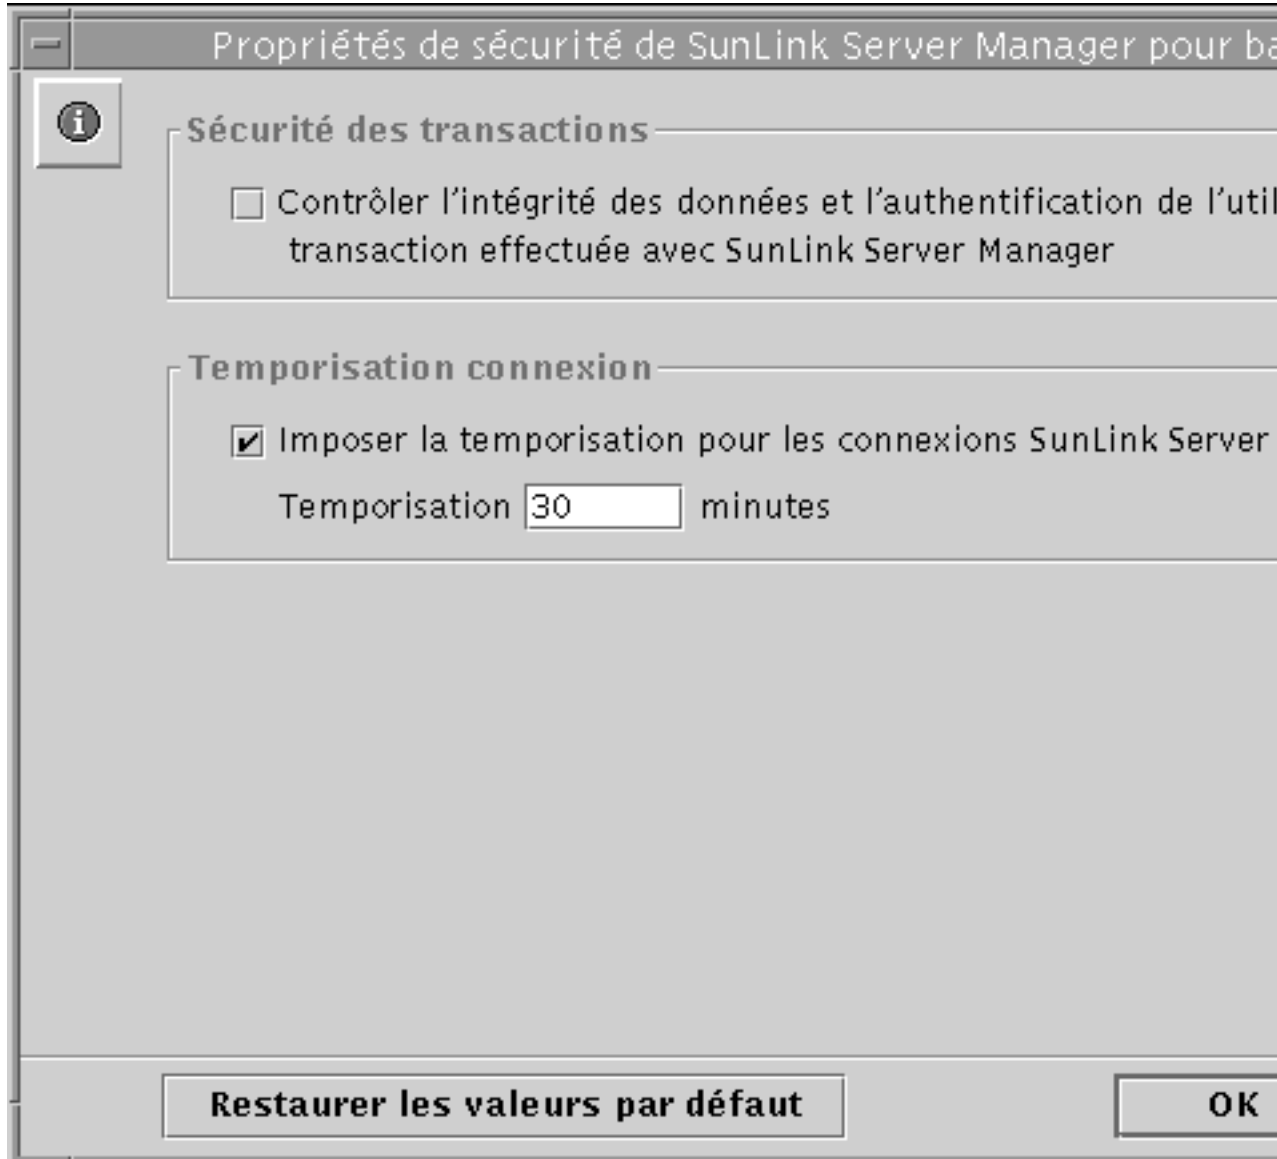 Propriétés de sécurité de SunLink Server Manager pour ba
Sécurité des transactions
Contrôler l'intégrité des données et l'authentification de l'util
transaction effectuée avec SunLink Server Manager
Temporisation connexion
Imposer la temporisation pour les connexions SunLink Server
Temporisation 30 minutes
Restaurer les valeurs par défaut OK